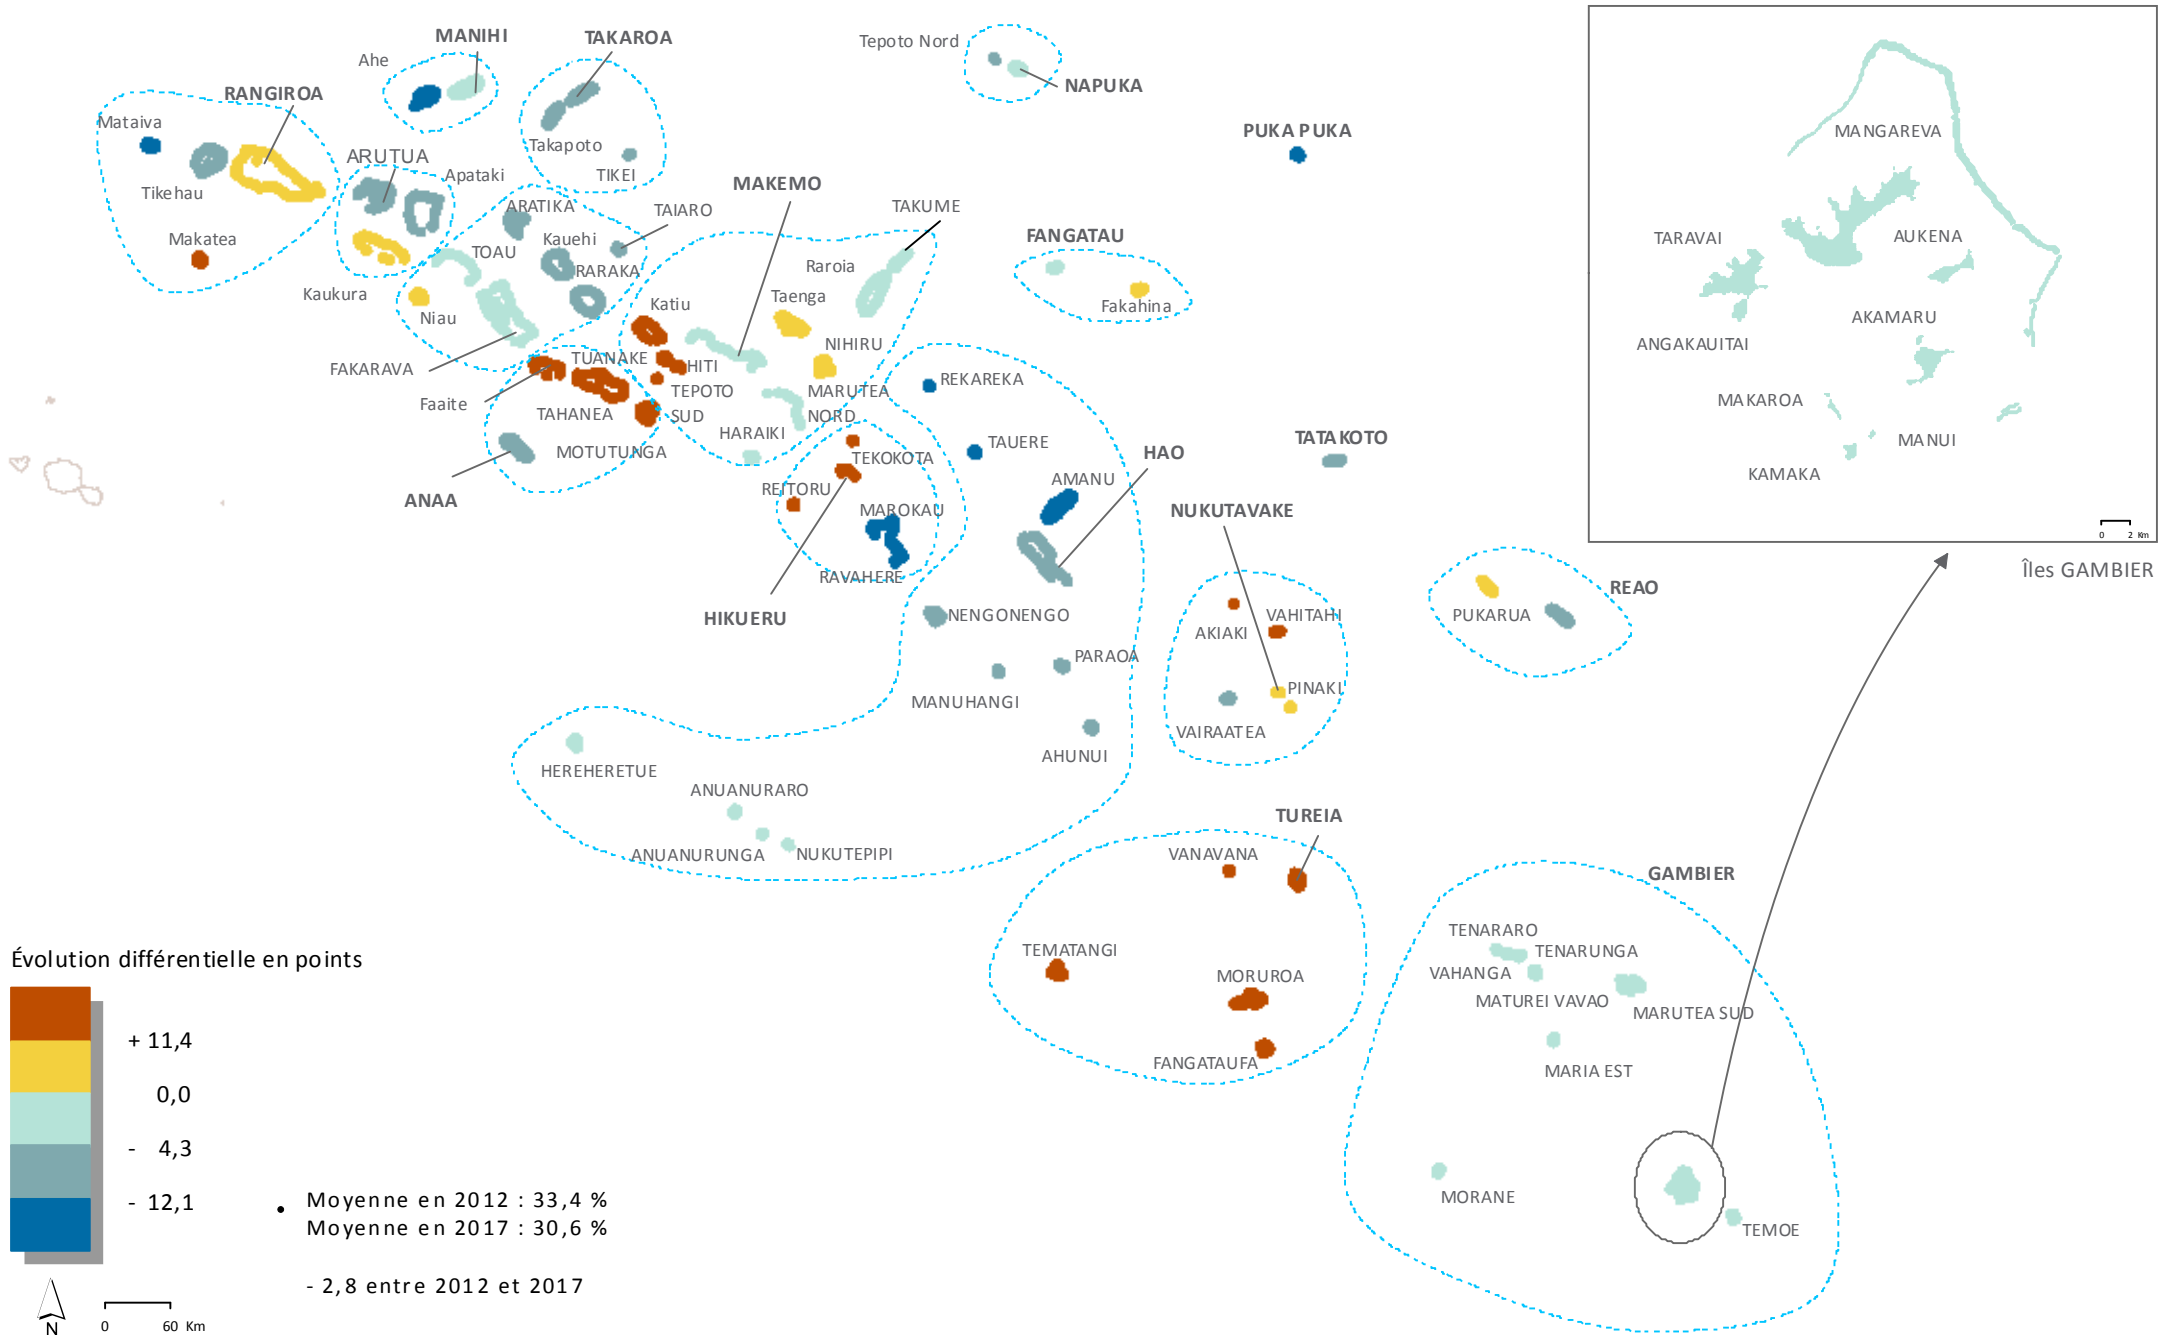 MANIHI
TAKAROA
Tepoto Nord
Ahe
NAPUKA
RANGIROA
Mataiva
PUKA PUKA
MANGAREVA
Takapoto
ARUTUA
Apataki
TIKEI
Tikehau
MAKEMO
ARATIKA
TAIARO
TAKUME
Makatea
TOAU
Kauehi
FANGATAU
TARAVAI
AUKENA
RARAKA
Raroia
Kaukura
Niau
Katiu
Taenga
Fakahina
AKAMARU
NIHIRU
ANGAKAUITAI
FAKARAVA
TUANAKE
HITI
REKAREKA
Faaite
TAHANEA
TEPOTO
SUD
MARUTEA
NORD
MAKAROA
HARAIKI
TAUERE
TATAKOTO
MANUI
MOTUTUNGA
TEKOKOTA
HAO
KAMAKA
ANAA
REITORU
AMANU
MAROKAU
NUKUTAVAKE
0 2 Km
RAVAHERE
Îles GAMBIER
HIKUERU
NENGONENGO
AKIAKI
VAHITAHI
PUKARUA
REAO
PARAOA
MANUHANGI
PINAKI
VAIRAATEA
HEREHERETUE
AHUNUI
ANUANURARO
ANUANURUNGA
NUKUTEPIPI
TUREIA
VANAVANA
GAMBIER
TENARARO
TEMATANGI
TENARUNGA
MORUROA
VAHANGA
MATUREI VAVAO
MARUTEA SUD
FANGATAUFA
MARIA EST
MORANE
TEMOE
Évolution différentielle en points
+ 11,4
0,0
- 4,3
- 12,1
Moyenne en 2012 : 33,4 %
Moyenne en 2017 : 30,6 %
- 2,8 entre 2012 et 2017
N
0 60 Km